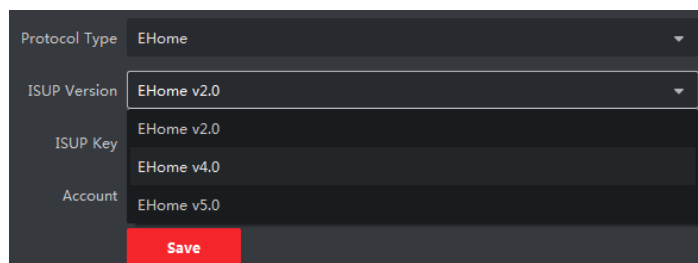 Protocol Type EHome
ISUP Version EHome v2.0
EHome v2.0
ISUP Key
EHome v4.0
Account
EHome v5.0
Save